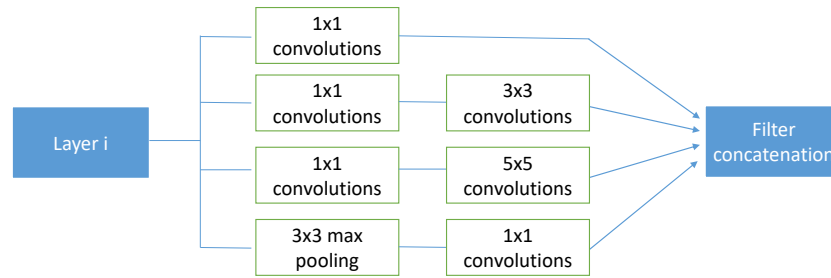 Layer i
1x1
convolutions
1x1
convolutions
3x3
convolutions
1x1
convolutions
5x5
convolutions
3x3 max
pooling
1x1
convolutions
Filter
concatenation